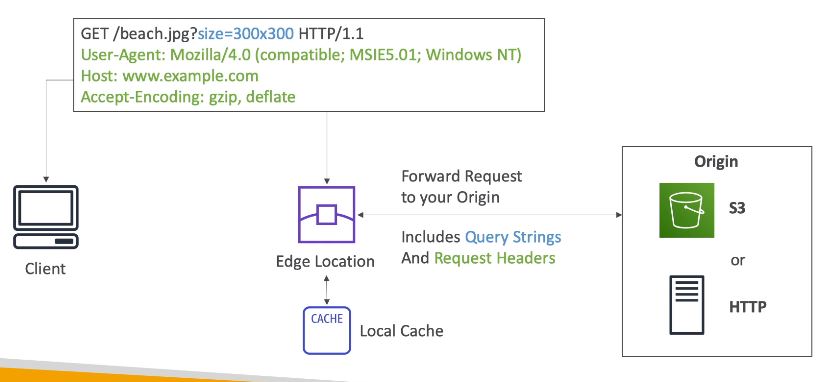 GET /beach.jpg?size=300x300 HTTP/1.1
User-Agent: Mozilla/4.0 (compatible; MSIE5.01; Windows NT)
Host: www.example.com
Accept-Encoding: gzip, deflate
Client
Edge Location
CACHE
Local Cache
Forward Request
to your Origin
Includes Query Strings
And Request Headers
Origin
S3
or
HTTP